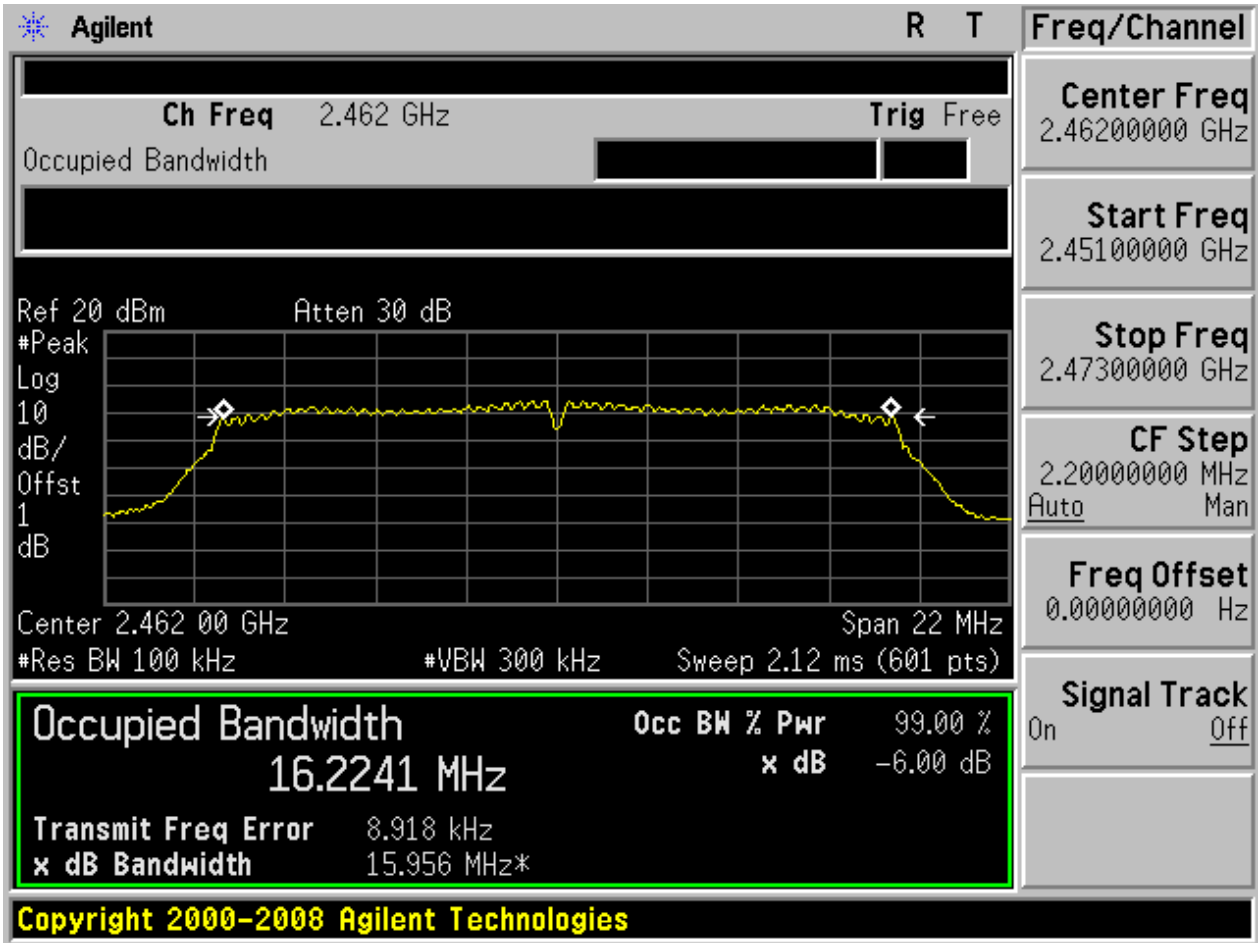 Agilent R T
Ch Freq 2.462 GHz Trig Free
Occupied Bandwidth
Ref 20 dBm Atten 30 dB
#Peak
Log
10
dB/
Offst
1
dB
Center 2.462 00 GHz Span 22 MHz
#Res BW 100 kHz #VBW 300 kHz Sweep 2.12 ms (601 pts)
Occupied Bandwidth
16.2241 MHz
Occ BW % Pwr 99.00 %
x dB -6.00 dB
Transmit Freq Error 8.918 kHz
x dB Bandwidth 15.956 MHz*
Copyright 2000-2008 Agilent Technologies
Freq/Channel
Center Freq
2.46200000 GHz
Start Freq
2.45100000 GHz
Stop Freq
2.47300000 GHz
CF Step
2.20000000 MHz
Auto Man
Freq Offset
0.00000000 Hz
Signal Track
On Off